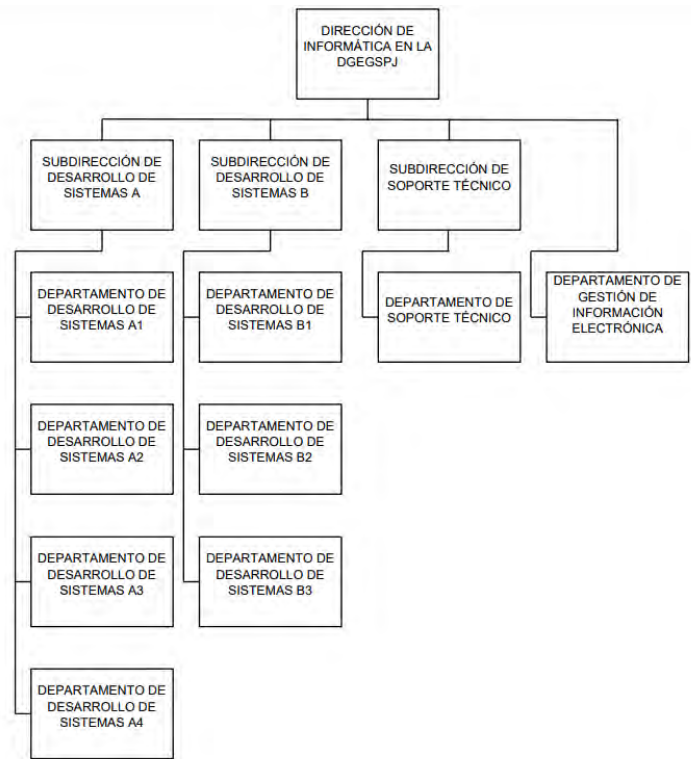 DIRECCIÓN DE
INFORMÁTICA EN LA
DGEGSPJ
SUBDIRECCIÓN DE
DESARROLLO DE
SISTEMAS A
SUBDIRECCIÓN DE
DESARROLLO DE
SISTEMAS B
SUBDIRECCIÓN DE
SOPORTE TÉCNICO
DEPARTAMENTO DE
DESARROLLO DE
SISTEMAS A1
DEPARTAMENTO DE
DESARROLLO DE
SISTEMAS B1
DEPARTAMENTO DE
SOPORTE TÉCNICO
DEPARTAMENTO DE
GESTIÓN DE
INFORMACIÓN
ELECTRÓNICA
DEPARTAMENTO DE
DESARROLLO DE
SISTEMAS A2
DEPARTAMENTO DE
DESARROLLO DE
SISTEMAS B2
DEPARTAMENTO DE
DESARROLLO DE
SISTEMAS A3
DEPARTAMENTO DE
DESARROLLO DE
SISTEMAS B3
DEPARTAMENTO DE
DESARROLLO DE
SISTEMAS A4